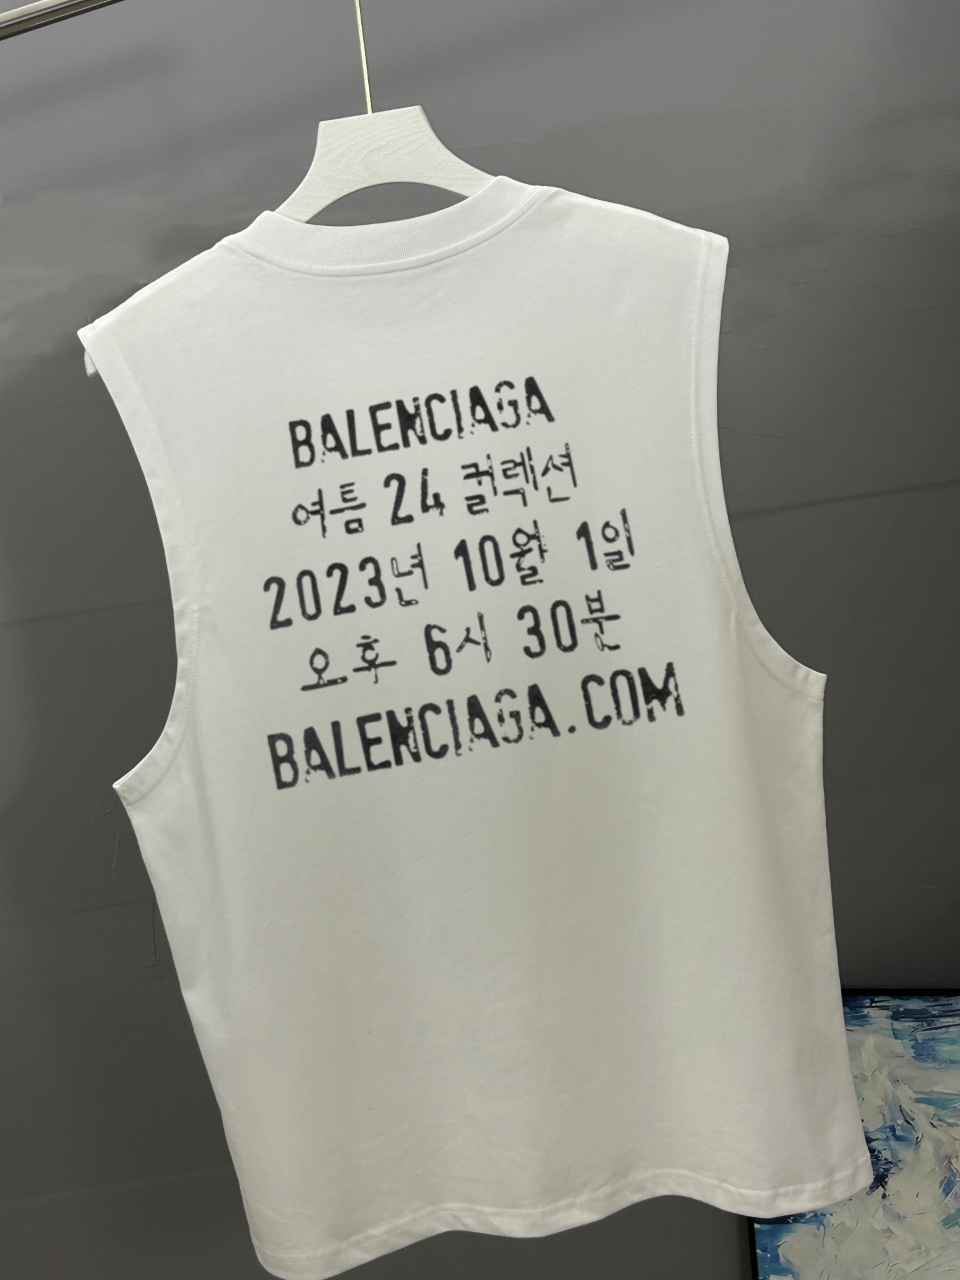 BALENCIAGA
여름 24 컬렉션
2023년 10월 1일
오후 6시 30분
BALENCIAGA.COM